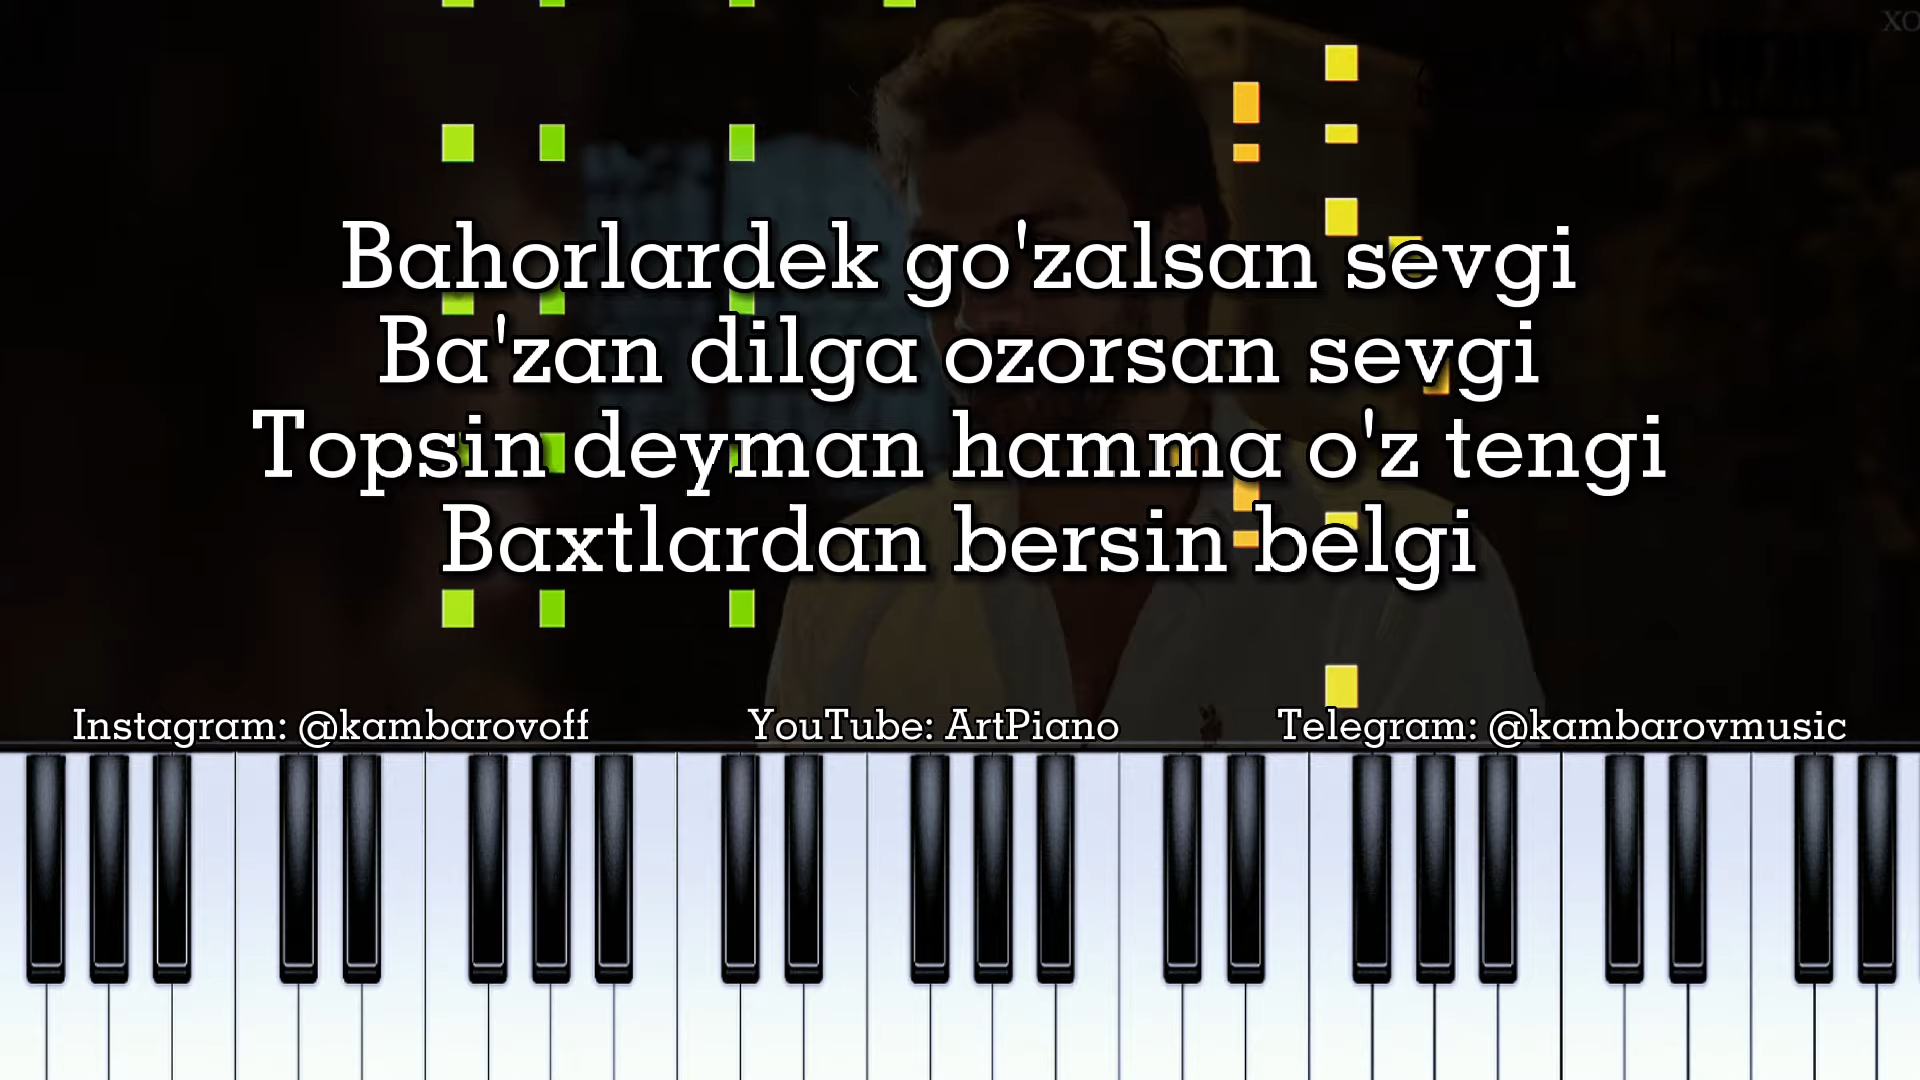 XO
Bahorlardek go'zalsan sevgi
Ba'zan dilga ozorsan sevgi
Topsin deyman hamma o'z tengi
Baxtlardan bersin belgi
Instagram: @kambarovoff YouTube: ArtPiano Telegram: @kambarovmusic